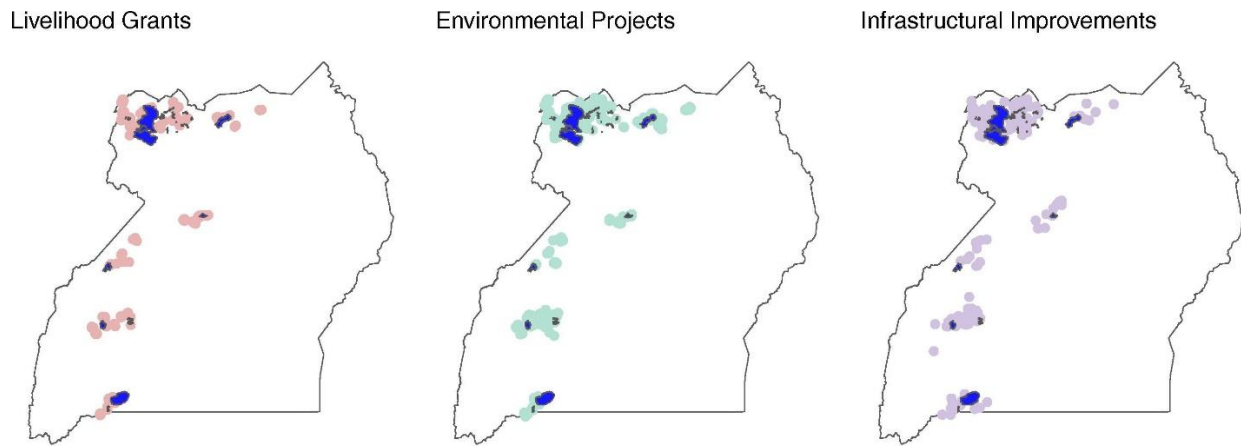 Livelihood Grants
Environmental Projects
Infrastructural Improvements